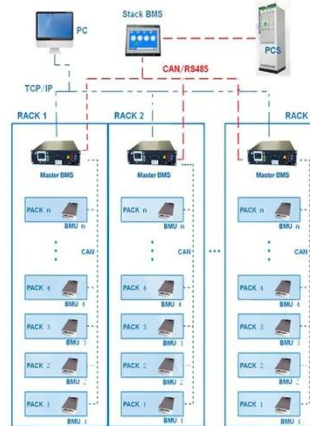 PC
Stack BMS
PCS
CAN/RS485
TCP/IP
RACK 1
RACK 2
RACK
Master BMS
Master BMS
Master BMS
PACK n
BMU n
PACK n
BMU n
PACK n
BMU n
CAN
CAN
CAN
PACK 4
BMU 4
PACK 4
BMU 4
PACK 4
BMU 4
PACK 3
BMU 3
PACK 3
BMU 3
PACK 3
BMU 3
PACK 2
BMU 2
PACK 2
BMU 2
PACK 2
BMU 2
PACK 1
BMU 1
PACK 1
BMU 1
PACK 1
BMU 1